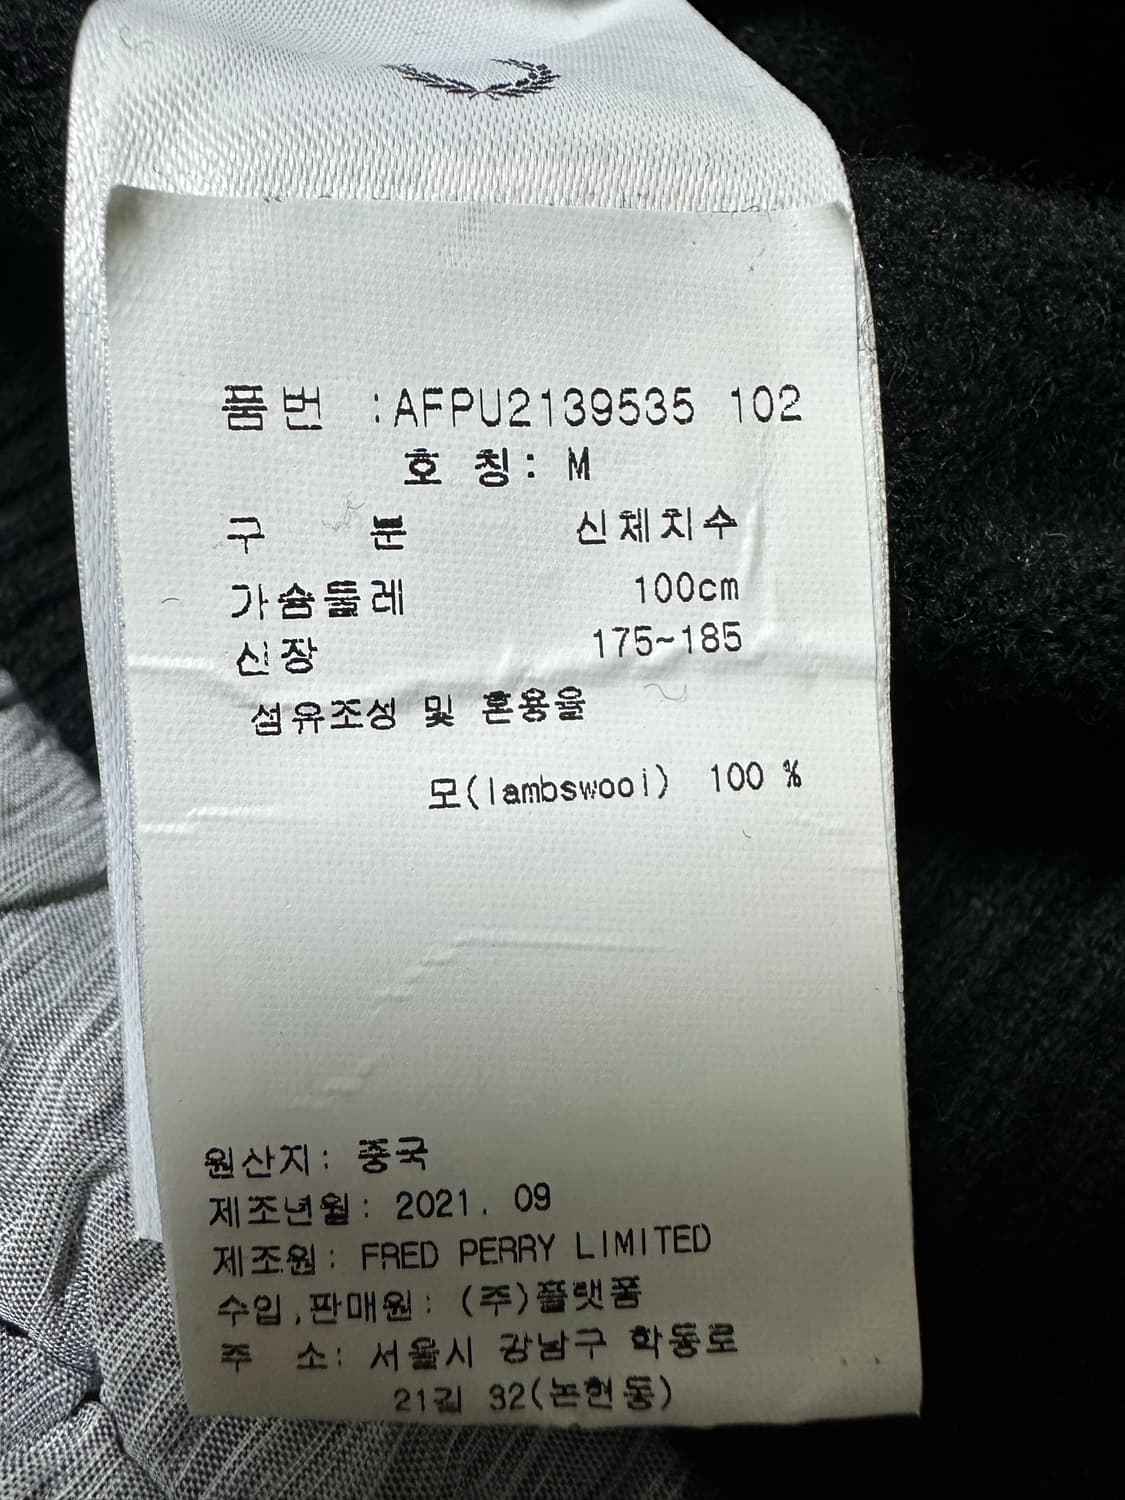 품번 :AFPU2139535 102
호 칭: M
구 분 신체치수
가슴둘레 100cm
신장 175~185
섬유조성 및 혼용율
모(lambswool) 100 %
원산지: 중국
제조년월: 2021. 09
제조원: FRED PERRY LIMITED
수입,판매원: (주)플랫폼
주 소: 서울시 강남구 학동로
21길 32(논현동)